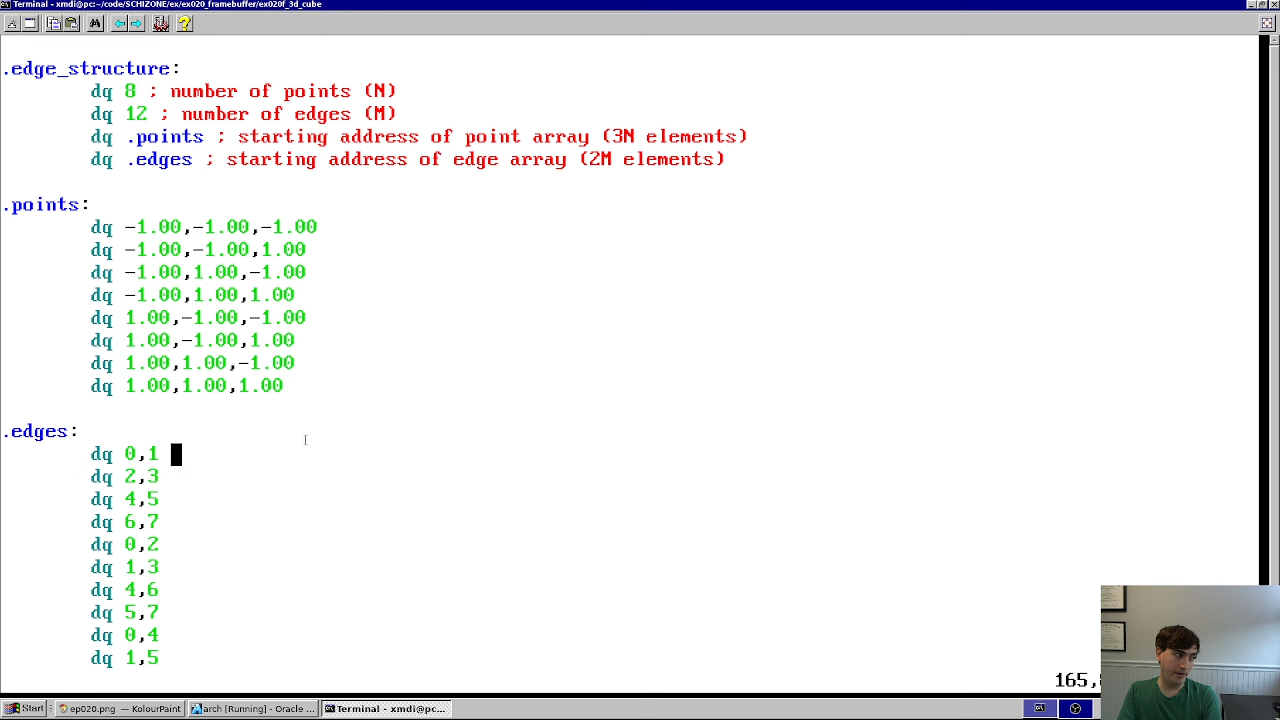 Terminal - xmdi@pc:~/code/SCHIZONE/ex/ex020_framebuffer/ex020f_3d_cube
.edge_structure:
dq 8 ; number of points (N)
dq 12 ; number of edges (M)
dq .points ; starting address of point array (3N elements)
dq .edges ; starting address of edge array (2M elements)
.points:
dq -1.00,-1.00,-1.00
dq -1.00,-1.00,1.00
dq -1.00,1.00,-1.00
dq -1.00,1.00,1.00
dq 1.00,-1.00,-1.00
dq 1.00,-1.00,1.00
dq 1.00,1.00,-1.00
dq 1.00,1.00,1.00
.edges:
dq 0,1
dq 2,3
dq 4,5
dq 6,7
dq 0,2
dq 1,3
dq 4,6
dq 5,7
dq 0,4
dq 1,5
165,
Start ep020.png — KolourPaint arch [Running] - Oracle ... Terminal - xmdi@pc...